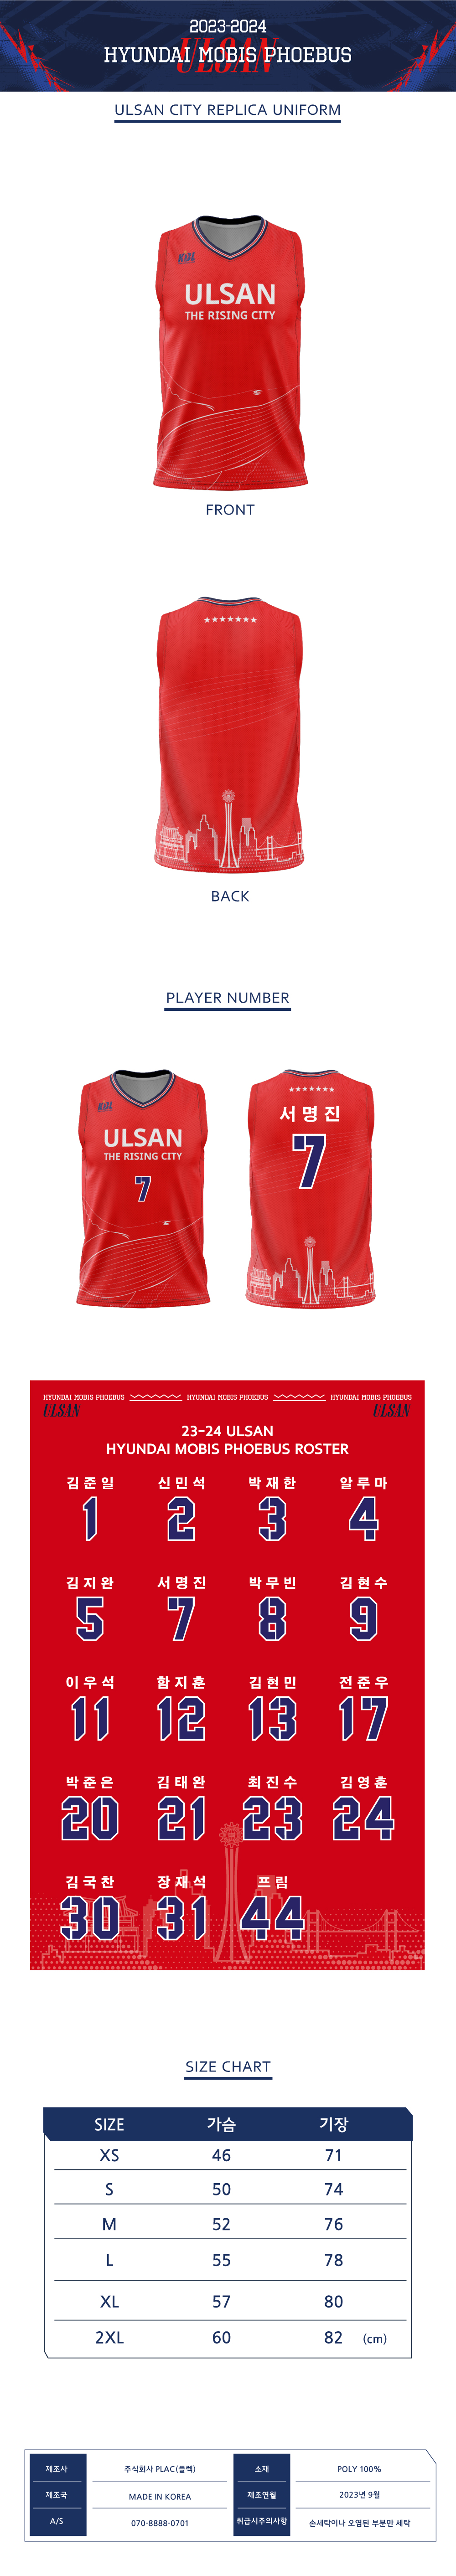 2023-2024
ULSAN
HYUNDAI MOBIS PHOEBUS
ULSAN CITY REPLICA UNIFORM
KBL
ULSAN
THE RISING CITY
FRONT
BACK
PLAYER NUMBER
KBL
ULSAN
THE RISING CITY
7
서명진
7
HYUNDAI MOBIS PHOEBUS HYUNDAI MOBIS PHOEBUS HYUNDAI MOBIS PHOEBUS
ULSAN ULSAN
23-24 ULSAN
HYUNDAI MOBIS PHOEBUS ROSTER
김준일 신민석 박재한 알루마
1 2 3 4
김지완 서명진 박무빈 김현수
5 7 8 9
이우석 함지훈 김현민 전준우
11 12 13 17
박준은 김태완 최진수 김영훈
20 21 23 24
김국찬 장재석 프림
30 31 44
SIZE CHART
SIZE 가슴 기장
XS 46 71
S 50 74
M 52 76
L 55 78
XL 57 80
2XL 60 82 (cm)
제조사 주식회사 PLAC(플렉) 소재 POLY 100%
제조국 MADE IN KOREA 제조연월 2023년 9월
A/S 070-8888-0701 취급시주의사항 손세탁이나 오염된 부분만 세탁